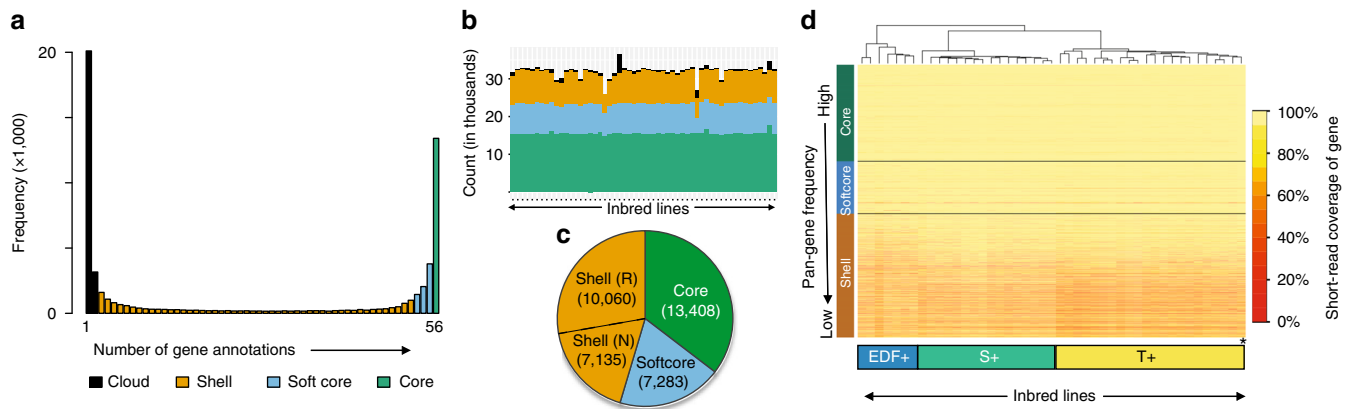 a
20
Frequency (×1,000)
0
1
56
Number of gene annotations
Cloud
Shell
Soft core
Core
b
Count (in thousands)
30
20
10
Inbred lines
c
Shell (R)
(10,060)
Core
(13,408)
Shell (N)
(7,135)
Softcore
(7,283)
d
Pan-gene frequency
High
Low
Core
Softcore
Shell
100%
80%
60%
40%
20%
0%
Short-read coverage of gene
*
EDF+
S+
T+
Inbred lines